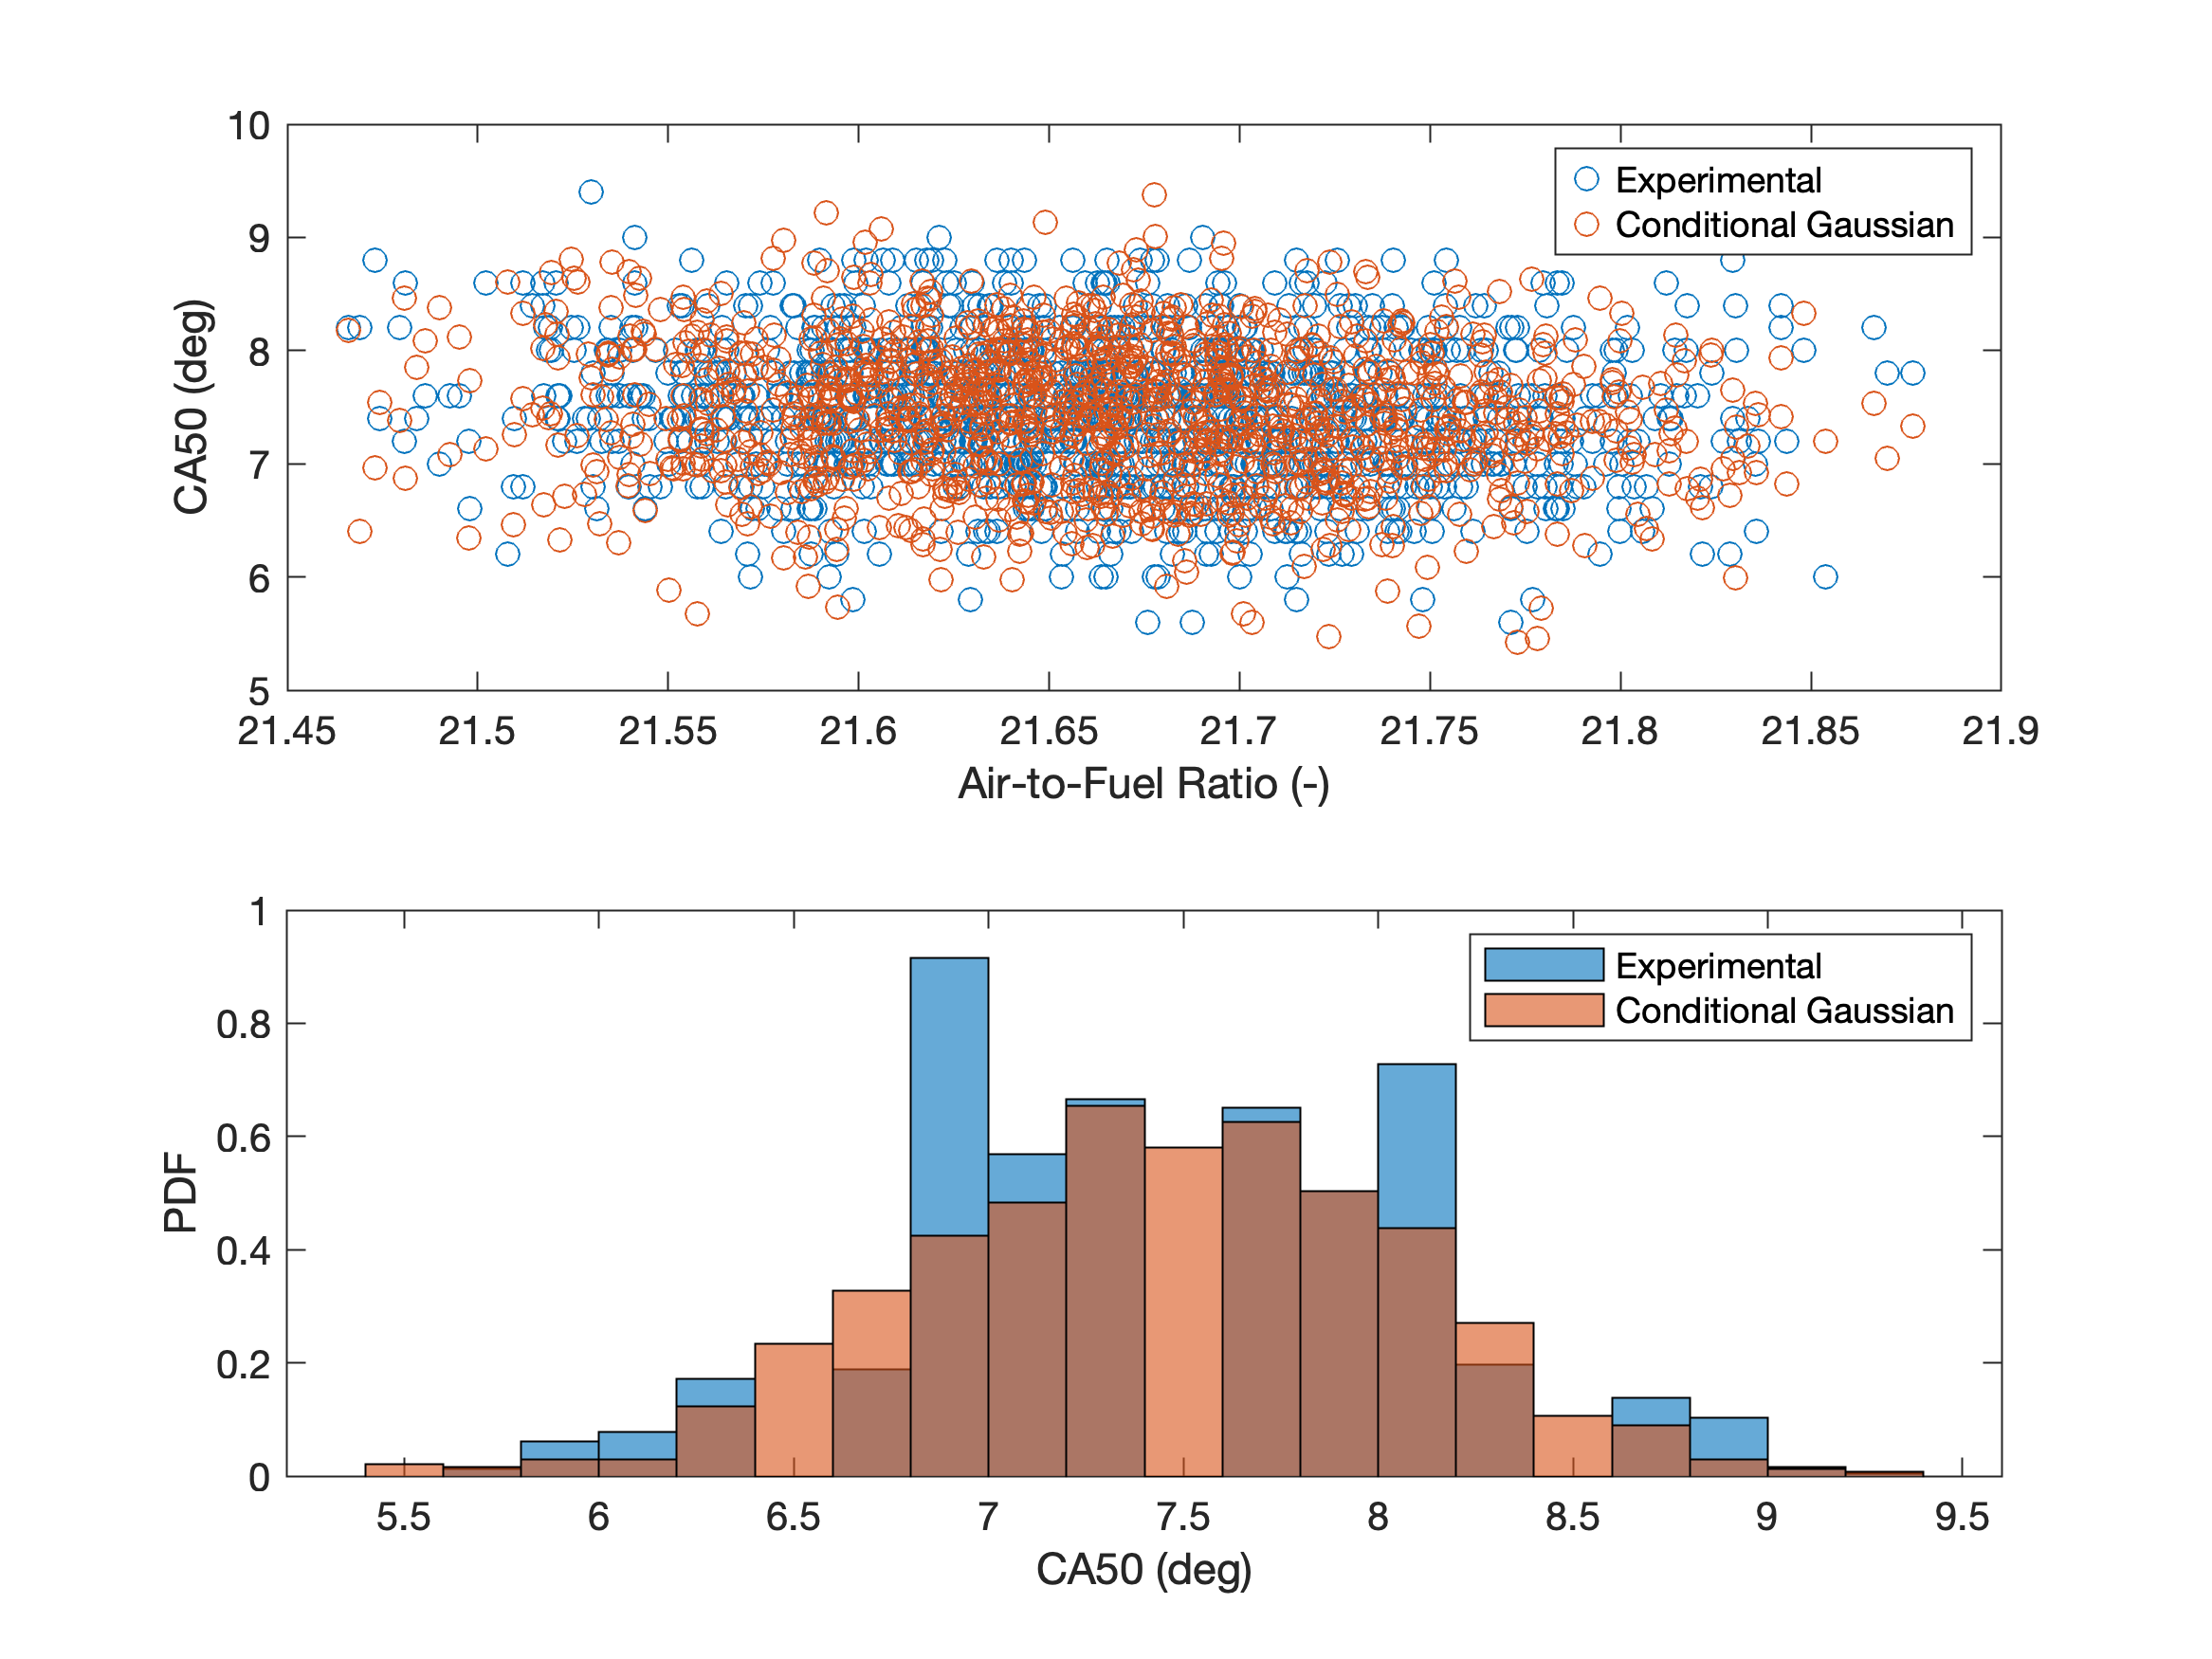 10
9
8
7
6
5
CA50 (deg)
Experimental
Conditional Gaussian
21.45 21.5 21.55 21.6 21.65 21.7 21.75 21.8 21.85 21.9
Air-to-Fuel Ratio (-)
1
0.8
0.6
0.4
0.2
0
PDF
Experimental
Conditional Gaussian
5.5 6 6.5 7 7.5 8 8.5 9 9.5
CA50 (deg)